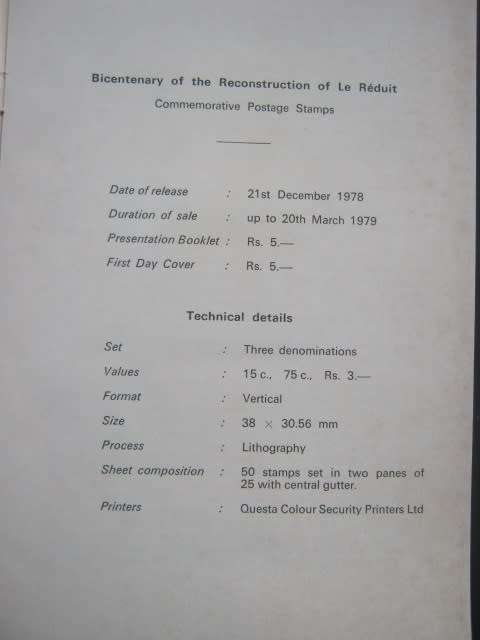 Bicentenary of the Reconstruction of Le Réduit
Commemorative Postage Stamps
Date of release : 21st December 1978
Duration of sale : up to 20th March 1979
Presentation Booklet : Rs. 5.—
First Day Cover : Rs. 5.—
Technical details
Set : Three denominations
Values : 15 c., 75 c., Rs. 3.—
Format : Vertical
Size : 38 × 30.56 mm
Process : Lithography
Sheet composition : 50 stamps set in two panes of
25 with central gutter.
Printers : Questa Colour Security Printers Ltd